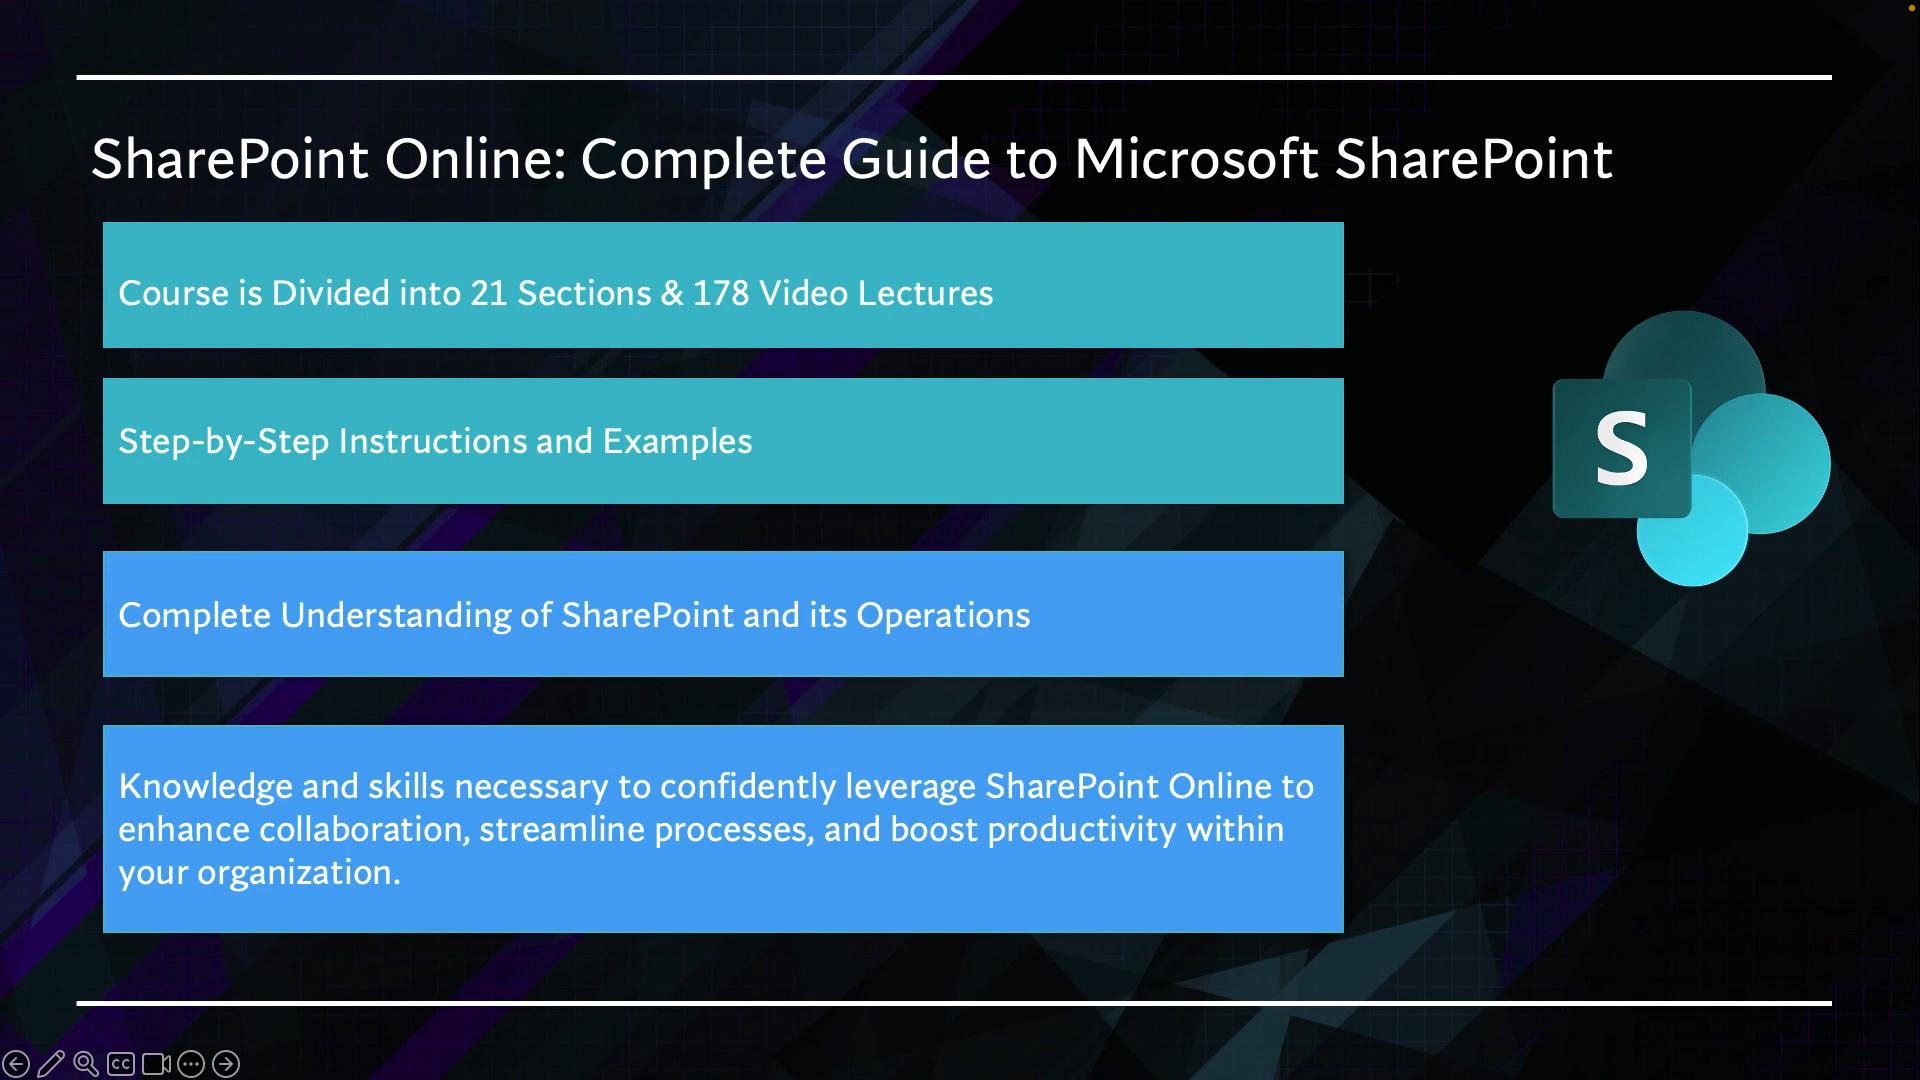 SharePoint Online: Complete Guide to Microsoft SharePoint
Course is Divided into 21 Sections & 178 Video Lectures
Step-by-Step Instructions and Examples
S
Complete Understanding of SharePoint and its Operations
Knowledge and skills necessary to confidently leverage SharePoint Online to
enhance collaboration, streamline processes, and boost productivity within
your organization.
CC